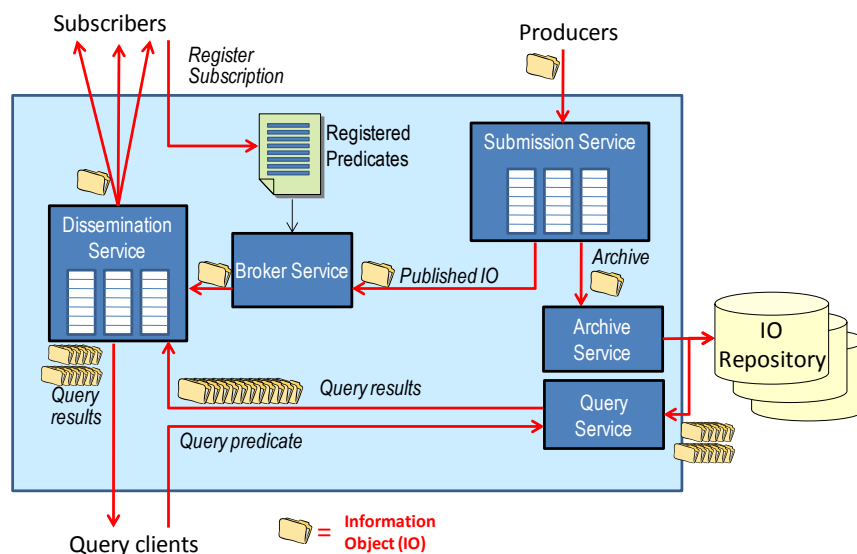 Subscribers
Producers
Register
Subscription
Registered
Predicates
Submission Service
Dissemination
Service
Broker Service
Published IO
Archive
Archive
Service
IO
Repository
Query results
Query
results
Query
Service
Query predicate
Query clients
= Information
Object (IO)